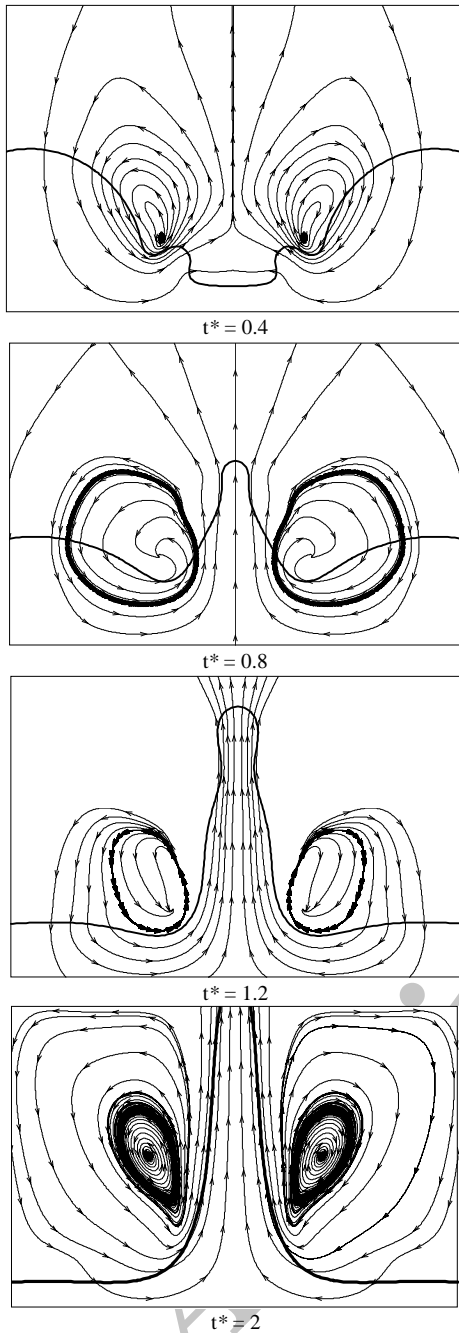 t* = 0.4
t* = 0.8
t* = 1.2
t* = 2